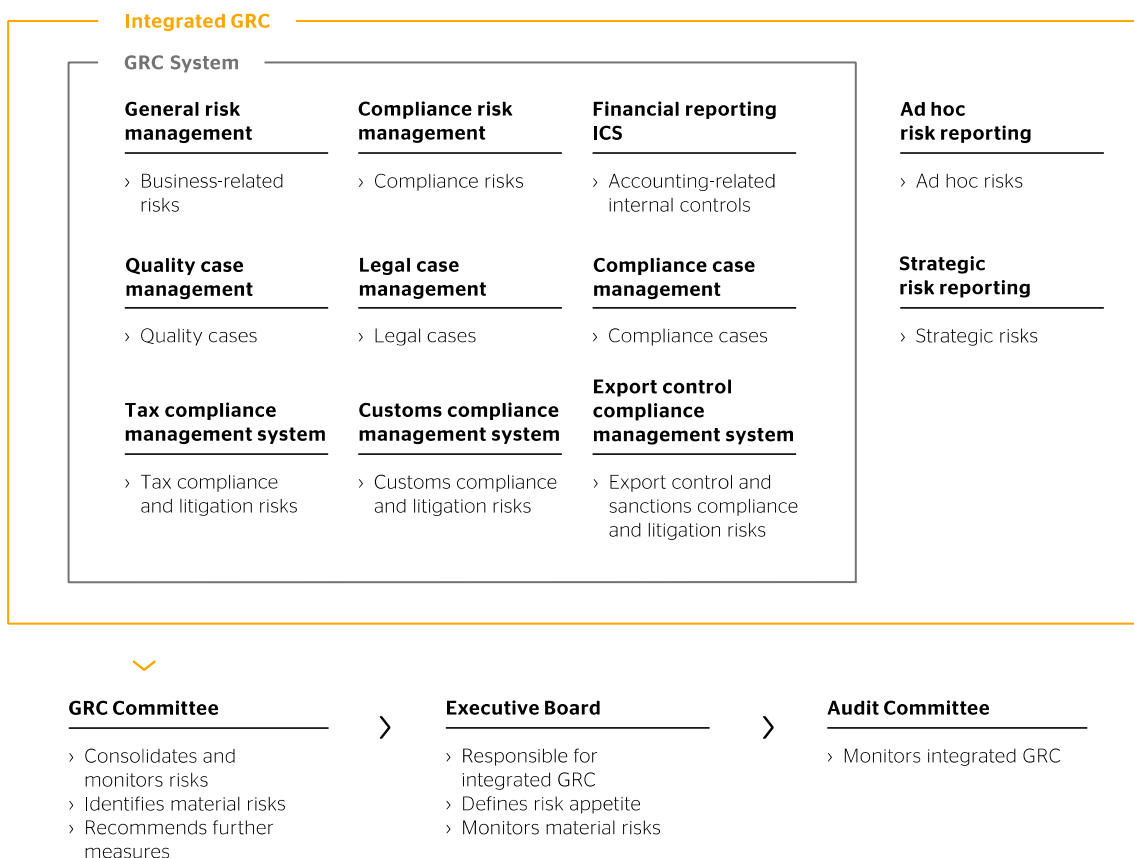 Integrated GRC
GRC System
General risk
management
› Business-related
risks
Compliance risk
management
› Compliance risks
Financial reporting
ICS
› Accounting-related
internal controls
Ad hoc
risk reporting
› Ad hoc risks
Quality case
management
› Quality cases
Legal case
management
› Legal cases
Compliance case
management
› Compliance cases
Strategic
risk reporting
› Strategic risks
Tax compliance
management system
› Tax compliance
and litigation risks
Customs compliance
management system
› Customs compliance
and litigation risks
Export control
compliance
management system
› Export control and
sanctions compliance
and litigation risks
GRC Committee
› Consolidates and
monitors risks
› Identifies material risks
› Recommends further
measures
Executive Board
› Responsible for
integrated GRC
› Defines risk appetite
› Monitors material risks
Audit Committee
› Monitors integrated GRC